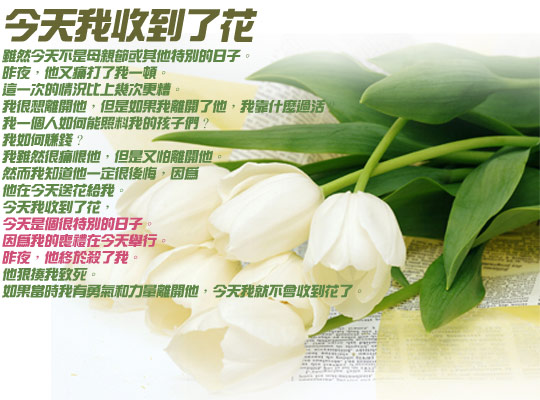 今天我收到了花
雖然今天不是母親節或其他特別的日子。
昨夜，他又痛打了我一頓。
這一次的情況比上幾次更糟。
我很想離開他，但是如果我離開了他，我靠什麼過活
我一個人如何能照料我的孩子們？
我如何賺錢？
我雖然很痛恨他，但是又怕離開他。
然而我知道他一定很後悔，因為
他在今天送花給我。
今天我收到了花，
今天是個很特別的日子。
因為我的喪禮在今天舉行。
昨夜，他終於殺了我。
他狠撓我致死。
如果當時我有勇氣和力量離開他，今天我就不會收到花了。